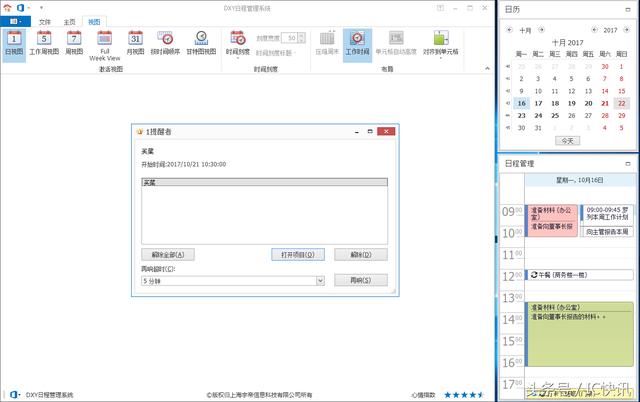 DXY日程管理系统
文件
主页
视图
日视图
工作周视图
周视图
Full
Week View
月视图
按时间顺序
甘特图视图
激活视图
时间刻度
刻度宽度
50
时间刻度标题
时间刻度
压缩周末
工作时间
单元格自动高度
对齐到单元格
布局
1提醒者
买菜
开始时间:2017/10/21 10:30:00
买菜
解除全部(A)
打开项目(O)
解除(D)
再响超时(C):
5 分钟
再响(S)
DXY日程管理系统
©版权归上海宇帝信息科技有限公司所有
心情指数
日历
十月
2017
十月 2017
周一 周二 周三 周四 周五 周六 周日
25 26 27 28 29 30 1
2 3 4 5 6 7 8
9 10 11 12 13 14 15
16 17 18 19 20 21 22
23 24 25 26 27 28 29
30 31 1 2 3 4 5
今天
日程管理
星期一, 10月16日
09 00
准备材料 (办公室)
准备向董事长报
09:00-09:45 罗列本周工作计划
10 00
向主管报告本周
11 00
12 00
午餐 (商务楼一楼)
13 00
准备材料 (办公室)
准备向董事长报告的材料。。
14 00
15 00
16 00
17 00
头条号 / IC快讯